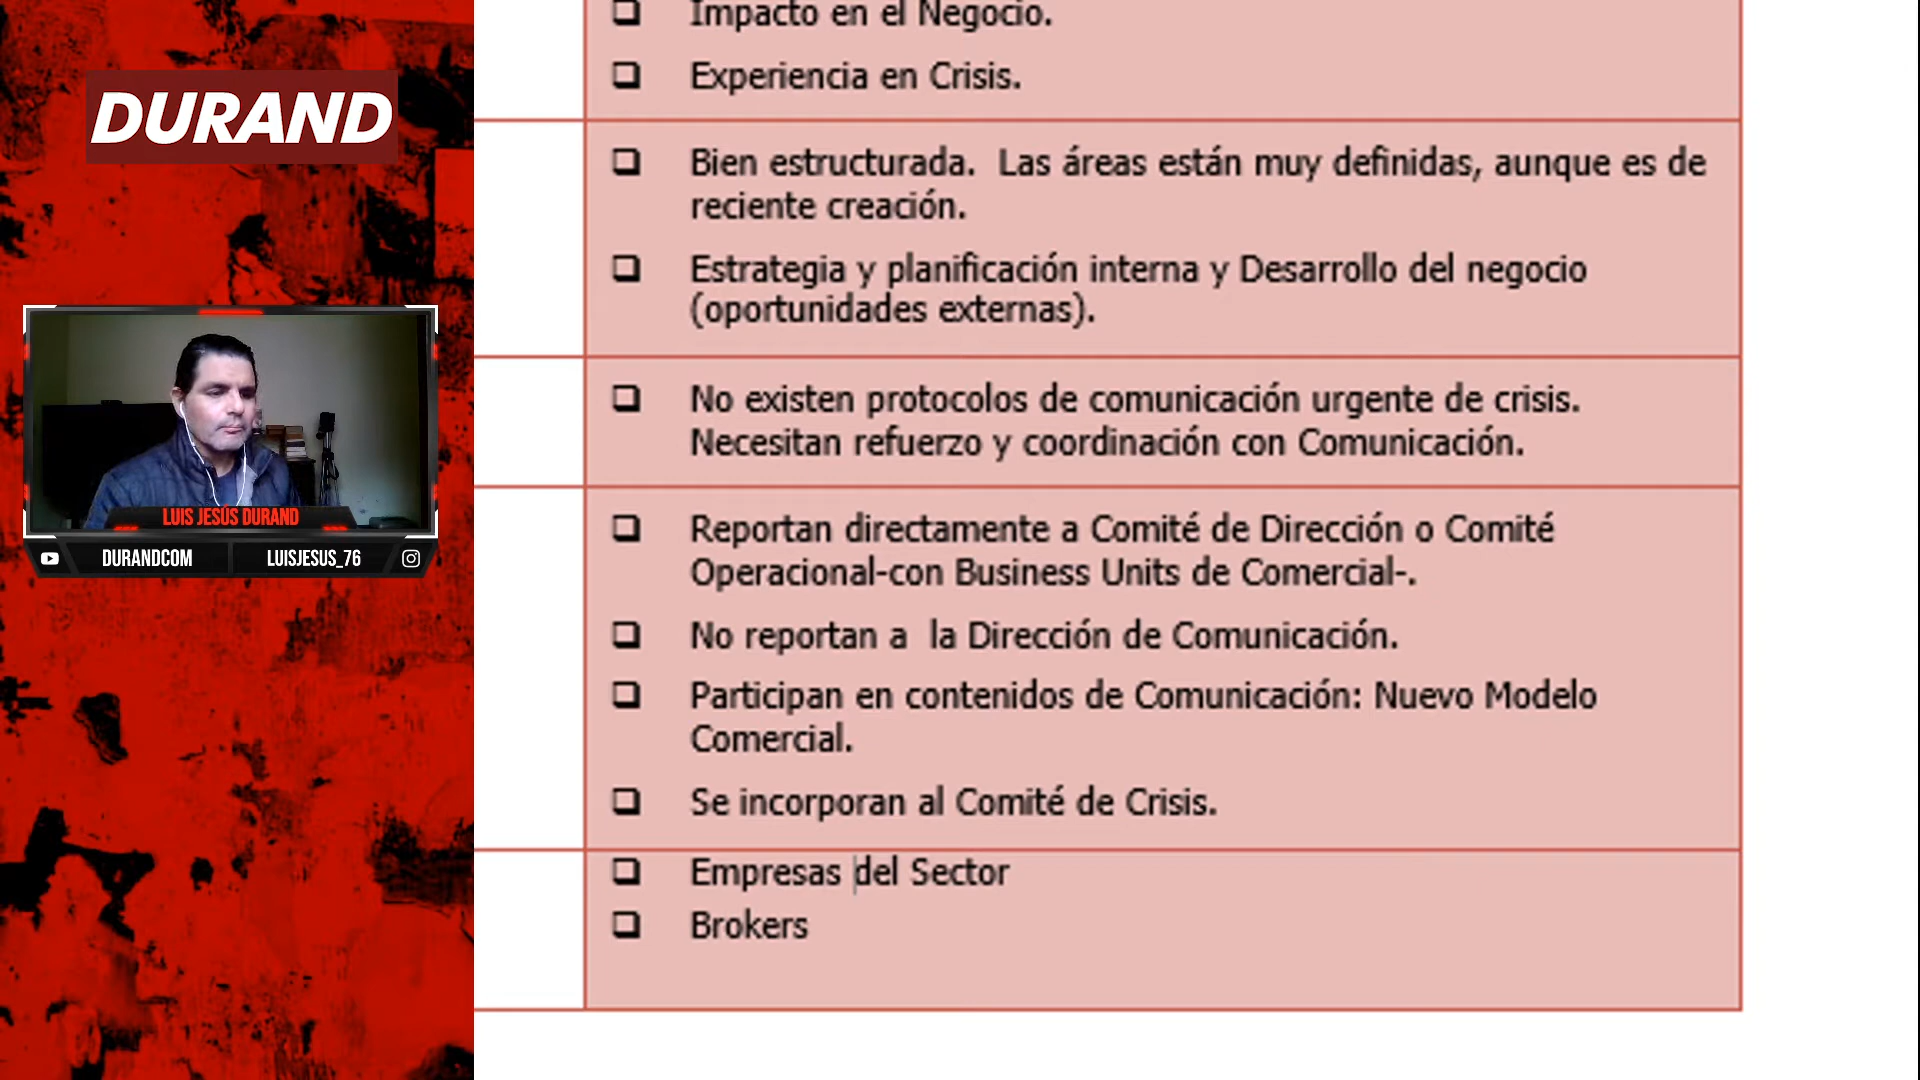 DURAND
LUIS JESÚS DURAND
DURANDCOM
LUISJESUS_76
Impacto en el Negocio.
Experiencia en Crisis.
Bien estructurada. Las áreas están muy definidas, aunque es de
reciente creación.
Estrategia y planificación interna y Desarrollo del negocio
(oportunidades externas).
No existen protocolos de comunicación urgente de crisis.
Necesitan refuerzo y coordinación con Comunicación.
Reportan directamente a Comité de Dirección o Comité
Operacional-con Business Units de Comercial-.
No reportan a la Dirección de Comunicación.
Participan en contenidos de Comunicación: Nuevo Modelo
Comercial.
Se incorporan al Comité de Crisis.
Empresas del Sector
Brokers